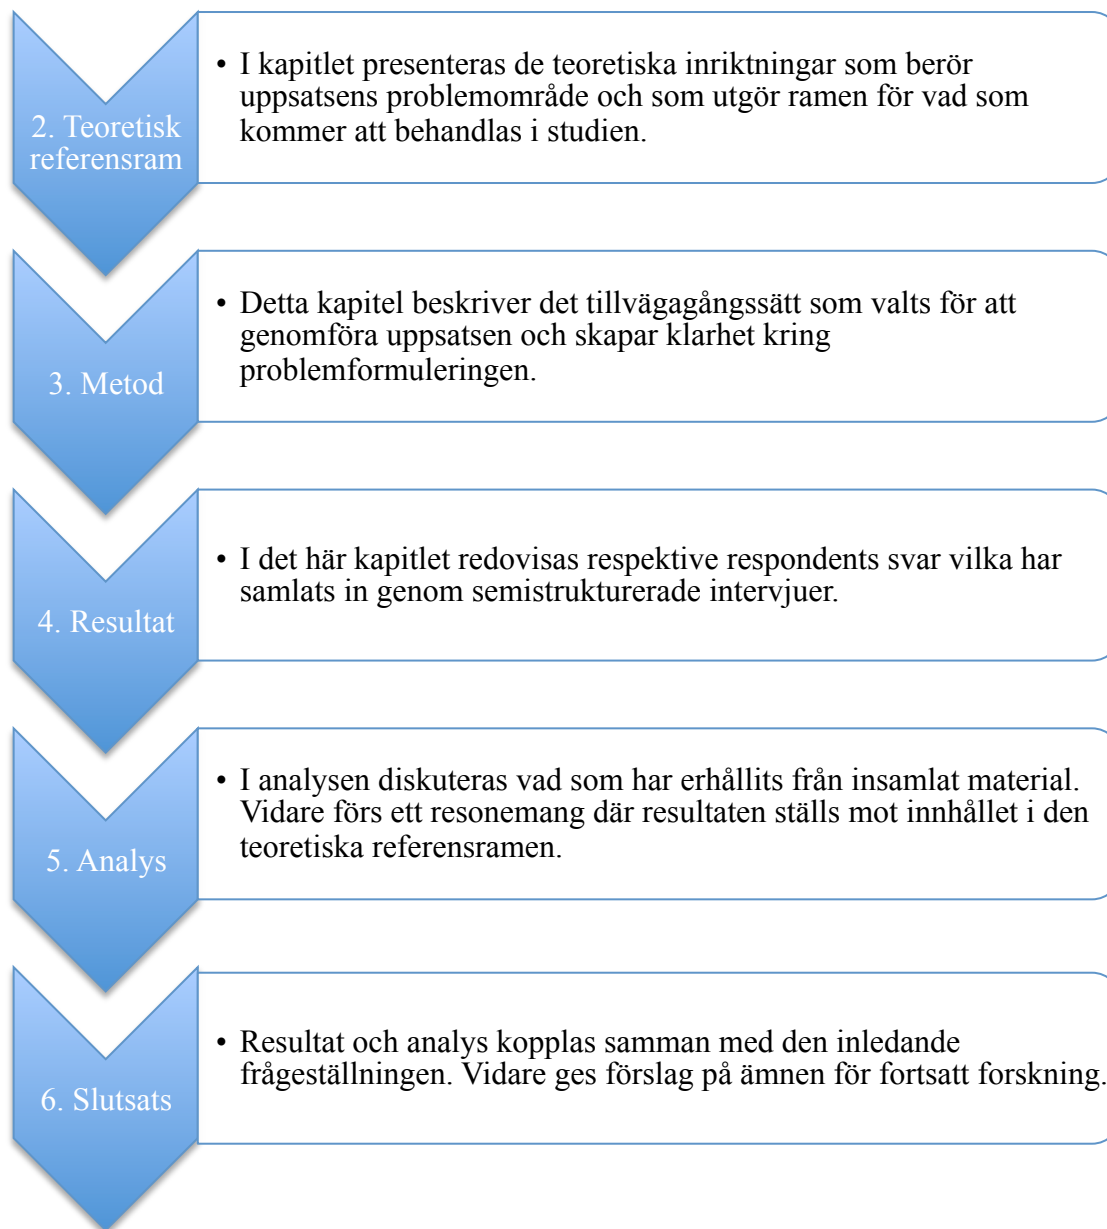 2. Teoretisk
referensram
• I kapitlet presenteras de teoretiska inriktningar som berör
uppsatsens problemområde och som utgör ramen för vad som
kommer att behandlas i studien.
3. Metod
• Detta kapitel beskriver det tillvägagångssätt som valts för att
genomföra uppsatsen och skapar klarhet kring
problemformuleringen.
4. Resultat
• I det här kapitlet redovisas respektive respondents svar vilka har
samlats in genom semistrukturerade intervjuer.
5. Analys
• I analysen diskuteras vad som har erhållits från insamlat material.
Vidare förs ett resonemang där resultaten ställs mot innhållet i den
teoretiska referensramen.
6. Slutsats
• Resultat och analys kopplas samman med den inledande
frågeställningen. Vidare ges förslag på ämnen för fortsatt forskning.